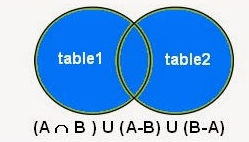 table1 table2
(A ∩ B ) U (A-B) U (B-A)